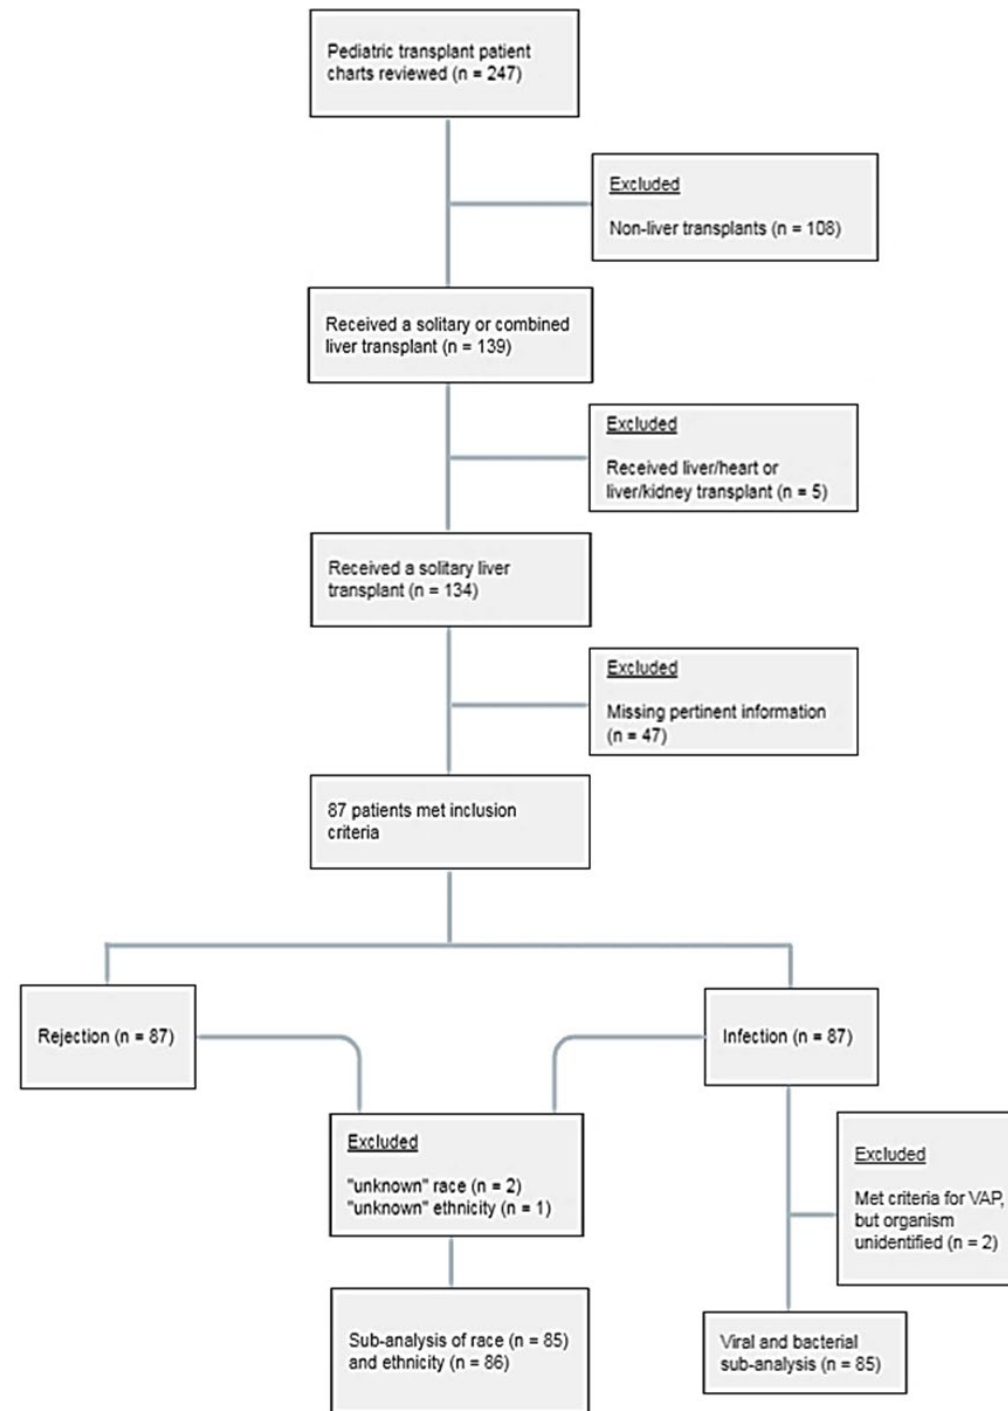 Pediatric transplant patient
charts reviewed (n = 247)
Excluded
Non-liver transplants (n = 108)
Received a solitary or combined
liver transplant (n = 139)
Excluded
Received liver/heart or
liver/kidney transplant (n = 5)
Received a solitary liver
transplant (n = 134)
Excluded
Missing pertinent information
(n = 47)
87 patients met inclusion
criteria
Rejection (n = 87)
Infection (n = 87)
Excluded
"unknown" race (n = 2)
"unknown" ethnicity (n = 1)
Excluded
Met criteria for VAP,
but organism
unidentified (n = 2)
Sub-analysis of race (n = 85)
and ethnicity (n = 86)
Viral and bacterial
sub-analysis (n = 85)